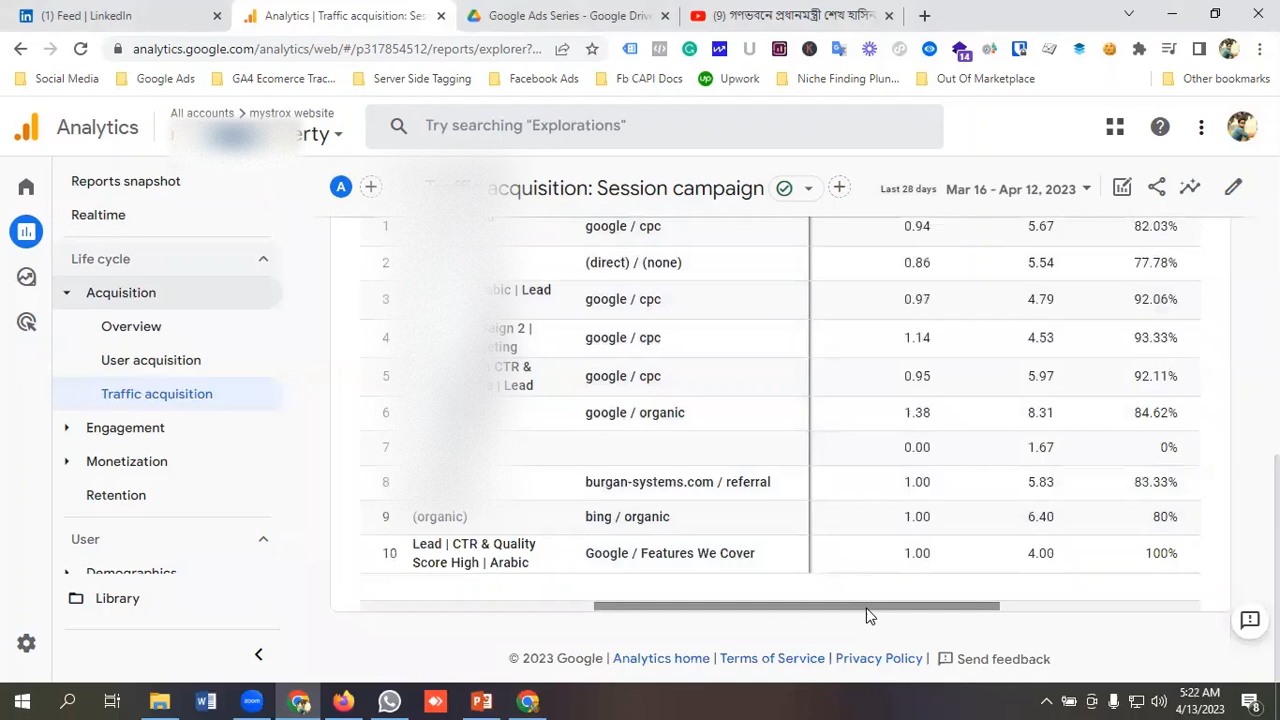 (1) Feed | LinkedIn
Analytics | Traffic acquisition: Ses
Google Ads Series - Google Driv
(9) গণভবনে প্রধানমন্ত্রী শেখ হাসি
analytics.google.com/analytics/web/#/p317854512/reports/explorer?...
14
Social Media
Google Ads
GA4 Ecomerce Trac...
Server Side Tagging
Facebook Ads
Fb CAPI Docs
Upwork
Niche Finding Plun...
Out Of Marketplace
Other bookmarks
Analytics
All accounts > mystrox website
erty
Try searching "Explorations"
Reports snapshot
Realtime
Life cycle
Acquisition
Overview
User acquisition
Traffic acquisition
Engagement
Monetization
Retention
User
Demographics
Library
A
Traffic acquisition: Session campaign
Last 28 days Mar 16 - Apr 12, 2023
1 google / cpc 0.94 5.67 82.03%
2 (direct) / (none) 0.86 5.54 77.78%
3 bic | Lead google / cpc 0.97 4.79 92.06%
4 aign 2 | eting google / cpc 1.14 4.53 93.33%
5 CTR & | Lead google / cpc 0.95 5.97 92.11%
6 google / organic 1.38 8.31 84.62%
7 0.00 1.67 0%
8 burgan-systems.com / referral 1.00 5.83 83.33%
9 (organic) bing / organic 1.00 6.40 80%
10 Lead | CTR & Quality Google / Features We Cover 1.00 4.00 100%
Score High | Arabic
© 2023 Google | Analytics home | Terms of Service | Privacy Policy | Send feedback
5:22 AM
4/13/2023
8